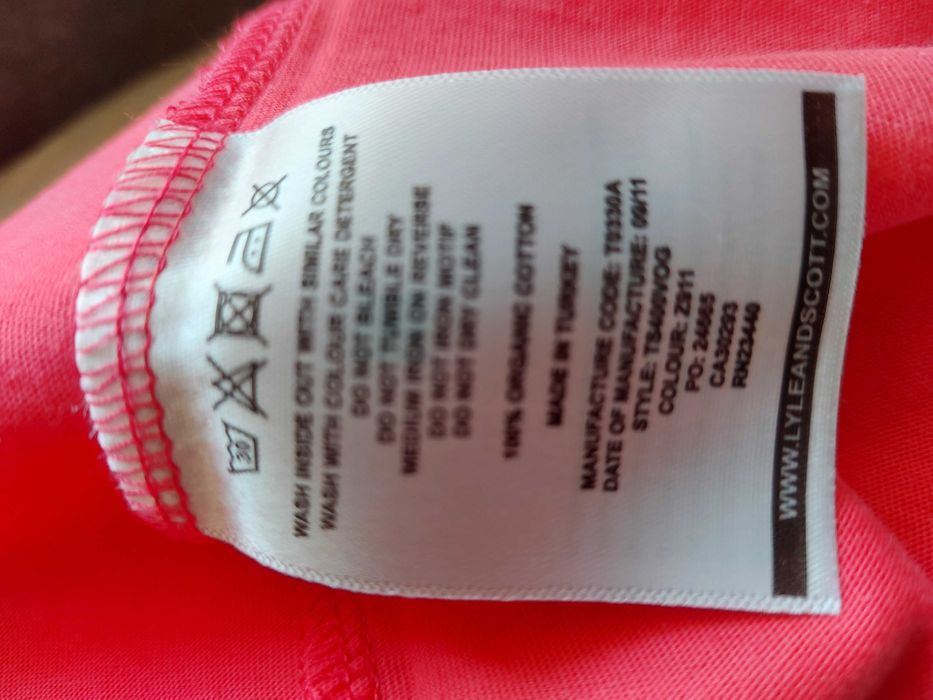 30
WASH INSIDE OUT WITH SIMILAR COLOURS
WASH WITH COLOUR CARE DETERGENT
DO NOT BLEACH
DO NOT TUMBLE DRY
MEDIUM IRON ON REVERSE
DO NOT IRON MOTIF
DO NOT DRY CLEAN
100% ORGANIC COTTON
MADE IN TURKEY
MANUFACTURE CODE: T0330A
DATE OF MANUFACTURE: 09/11
STYLE: TS400VOG
COLOUR: Z911
PO: 24665
CA30293
RN23440
WWW.LYLEANDSCOTT.COM